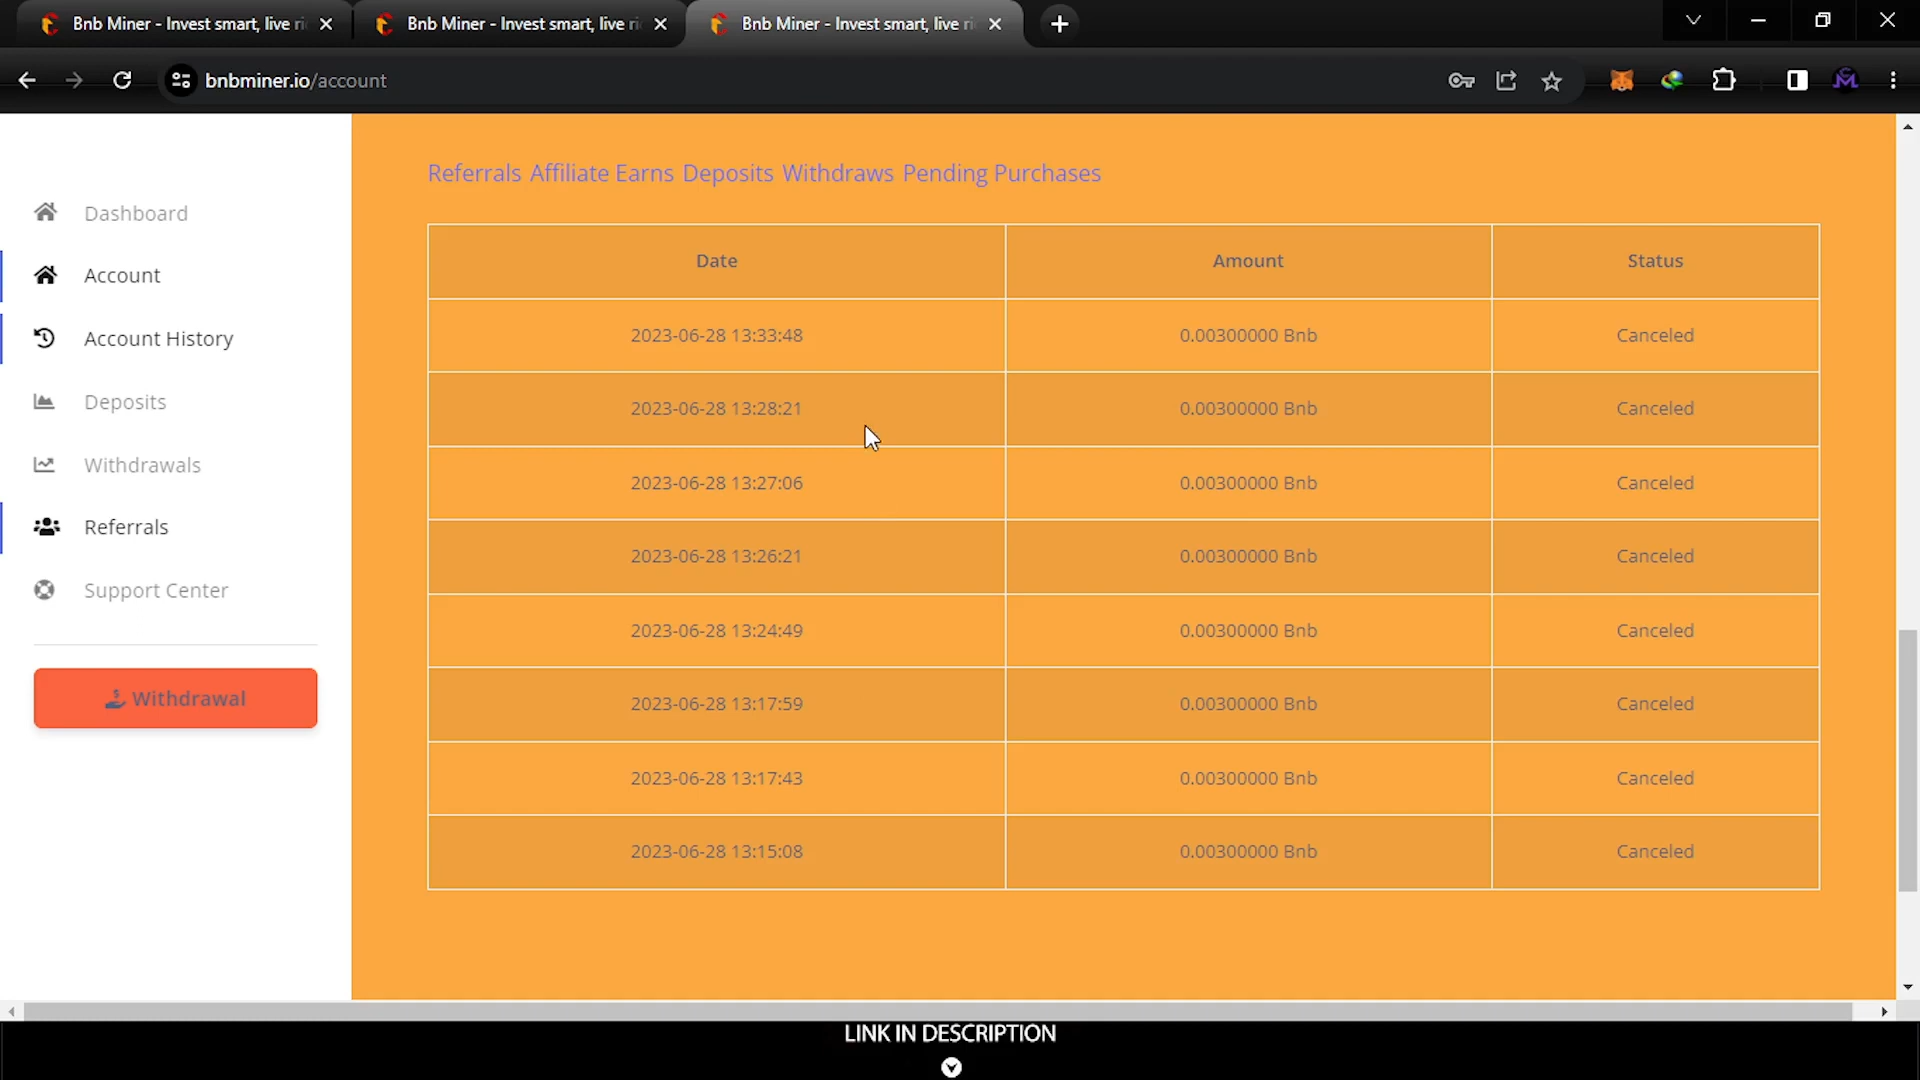 Bnb Miner - Invest smart, live ri
Bnb Miner - Invest smart, live ri
Bnb Miner - Invest smart, live ri
bnbminer.io/account
Dashboard
Account
Account History
Deposits
Withdrawals
Referrals
Support Center
Withdrawal
Referrals Affiliate Earns Deposits Withdraws Pending Purchases
Date Amount Status
2023-06-28 13:33:48 0.00300000 Bnb Canceled
2023-06-28 13:28:21 0.00300000 Bnb Canceled
2023-06-28 13:27:06 0.00300000 Bnb Canceled
2023-06-28 13:26:21 0.00300000 Bnb Canceled
2023-06-28 13:24:49 0.00300000 Bnb Canceled
2023-06-28 13:17:59 0.00300000 Bnb Canceled
2023-06-28 13:17:43 0.00300000 Bnb Canceled
2023-06-28 13:15:08 0.00300000 Bnb Canceled
LINK IN DESCRIPTION